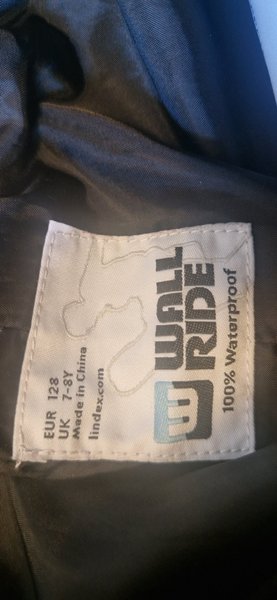 WALL
RIDE
100% Waterproof
EUR 128
UK 7-8Y
Made in China
lindex.com